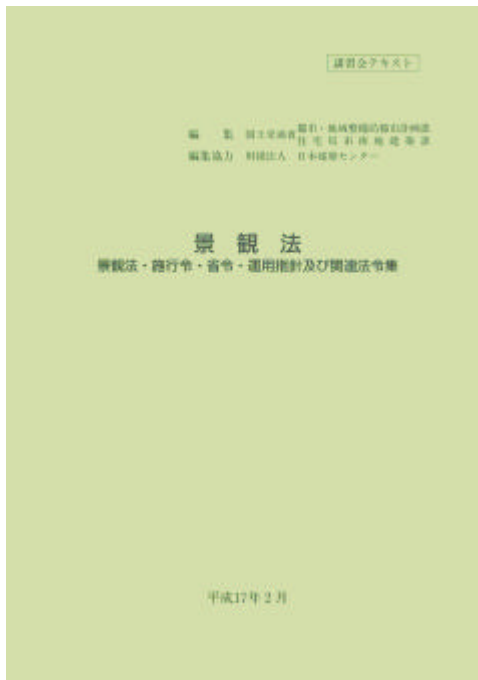 講習会テキスト
編 集 国土交通省 都市・地域整備局都市計画課
住宅局市街地建築課
編集協力 財団法人 日本建築センター
景 観 法
景観法・施行令・省令・運用指針及び関連法令集
平成17年2月